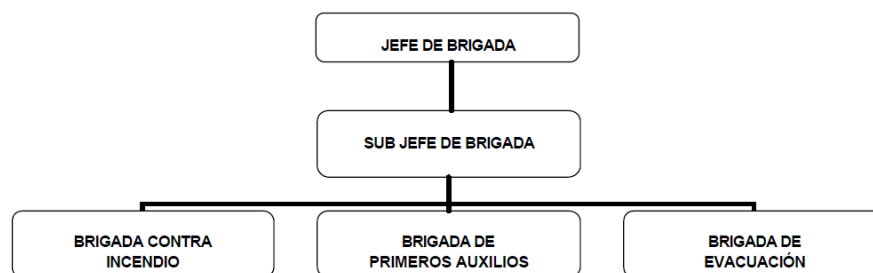 JEFE DE BRIGADA
SUB JEFE DE BRIGADA
BRIGADA CONTRA
INCENDIO
BRIGADA DE
PRIMEROS AUXILIOS
BRIGADA DE
EVACUACIÓN